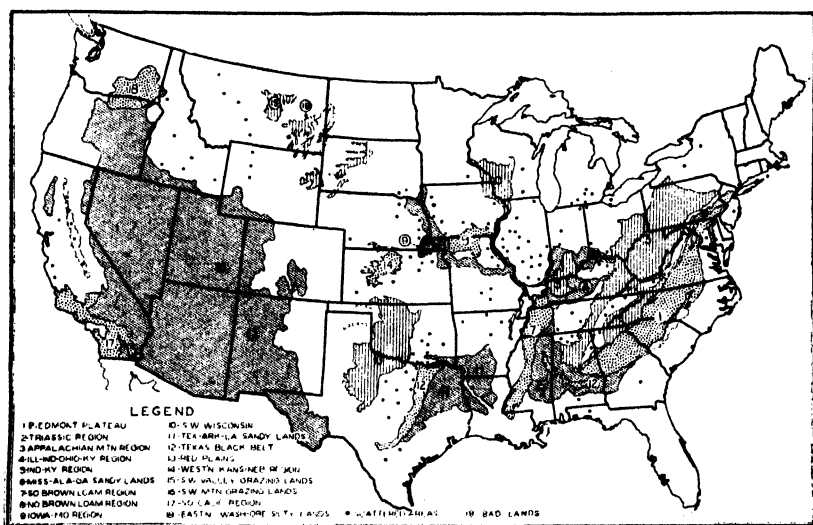 LEGEND
1 PIEDMONT PLATEAU
2 TRIASSIC REGION
3 APPALACHIAN MTN REGION
4 ILL-IND-OHIO-KY REGION
5 IND-KY REGION
6 MISS-ALA-GA SANDY LANDS
7 SO BROWN LOAM REGION
8 NO BROWN LOAM REGION
9 IOWA-MO REGION
10 S W WISCONSIN
11 TEX-ARK-LA SANDY LANDS
12 TEXAS BLACK BELT
13 RED PLAINS
14 WESTN KANS-NEB REGION
15 S W VALLEY GRAZING LANDS
16 S W MTN GRAZING LANDS
17 SO CALIF REGION
18 EASTN WASH-ORE SILTY LANDS
SCATTERED AREAS
19 BAD LANDS
18
17
12